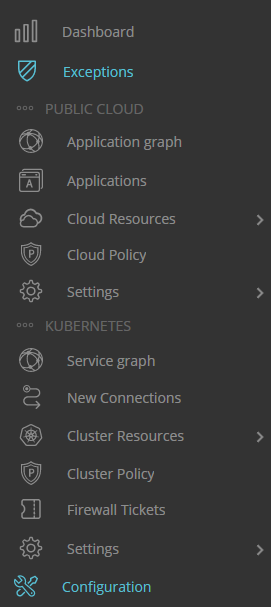 Dashboard
Exceptions
PUBLIC CLOUD
Application graph
Applications
Cloud Resources
Cloud Policy
Settings
KUBERNETES
Service graph
New Connections
Cluster Resources
Cluster Policy
Firewall Tickets
Settings
Configuration